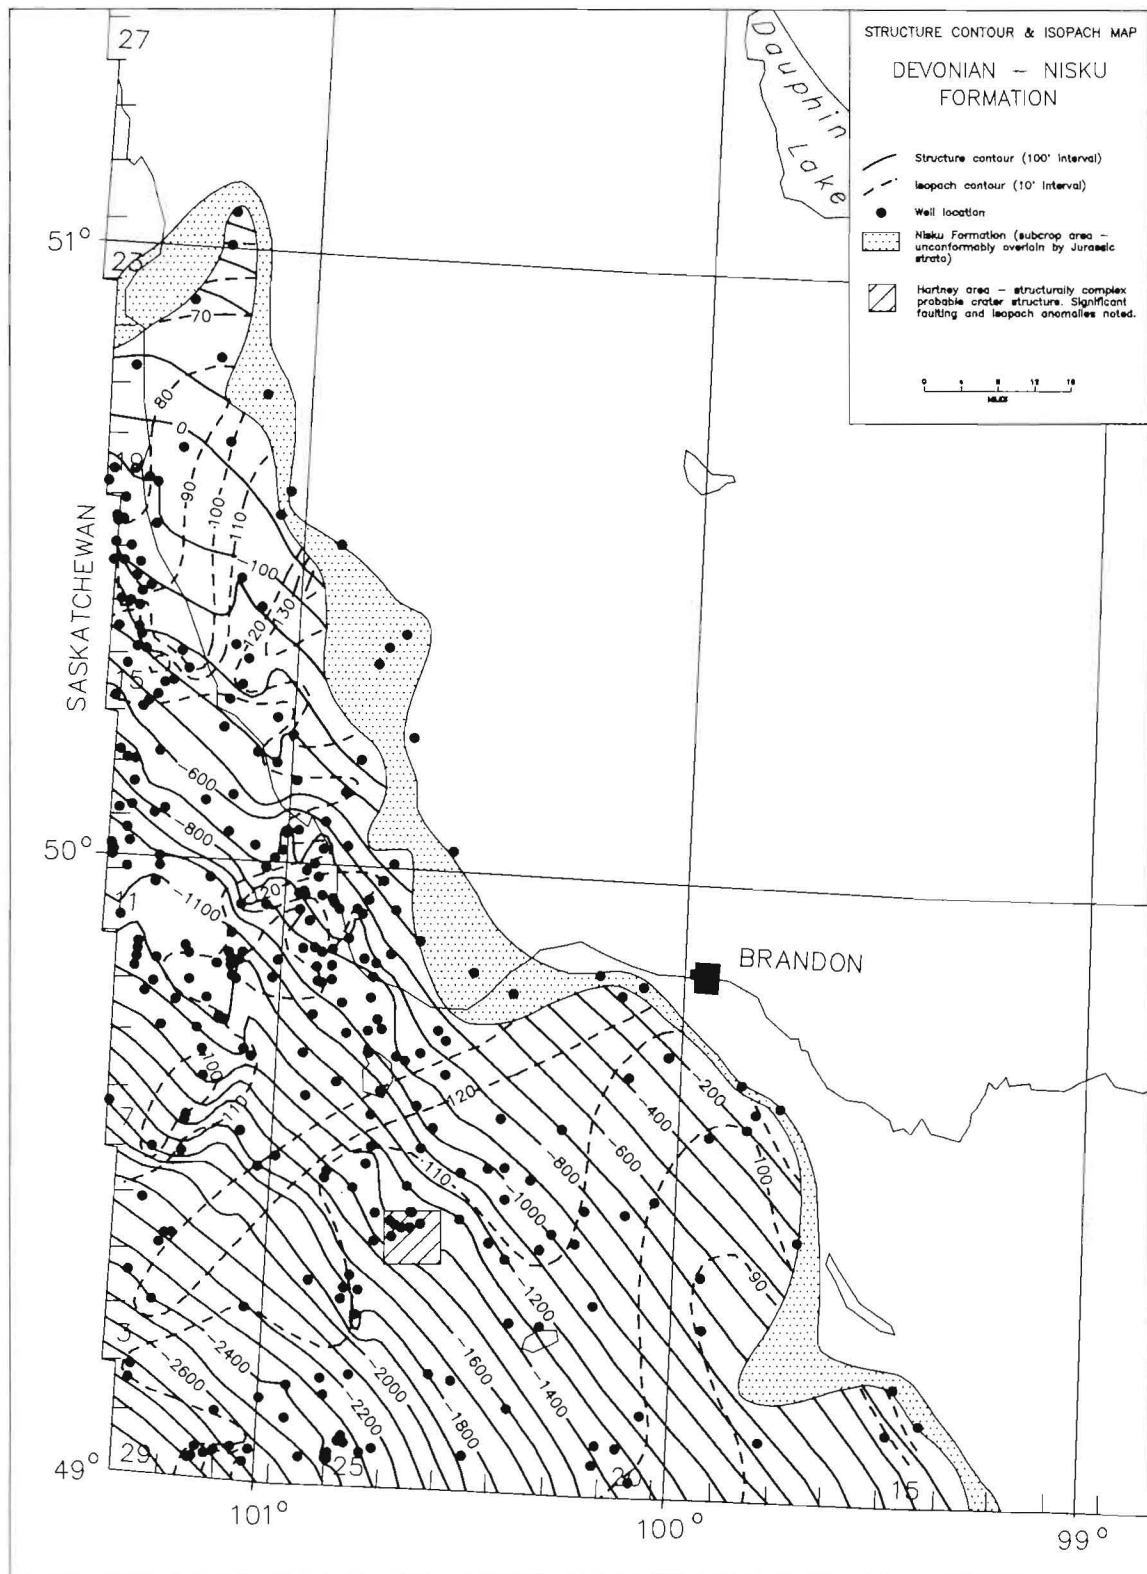 STRUCTURE CONTOUR & ISOPACH MAP
DEVONIAN - NISKU
FORMATION
Structure contour (100' interval)
Isopach contour (10' interval)
Well location
Nisku Formation (subcrop area -
unconformably overlain by Jurassic
strata)
Hartney area - structurally complex
probable crater structure. Significant
faulting and isopach anomalies noted.
MILES
Dauphin
Lake
27
51°
23
70
80
0
19
90
100
110
-100
SASKATCHEWAN
120
130
15
-600
-800
50°
120
11
-1100
BRANDON
100
110
120
-200
-400
7
-600
100
-800
110
-1000
90
-1200
3
-2400
-1600
-2600
-2000
-1400
-2200
-1800
49°
29
25
20
15
101°
100°
99°